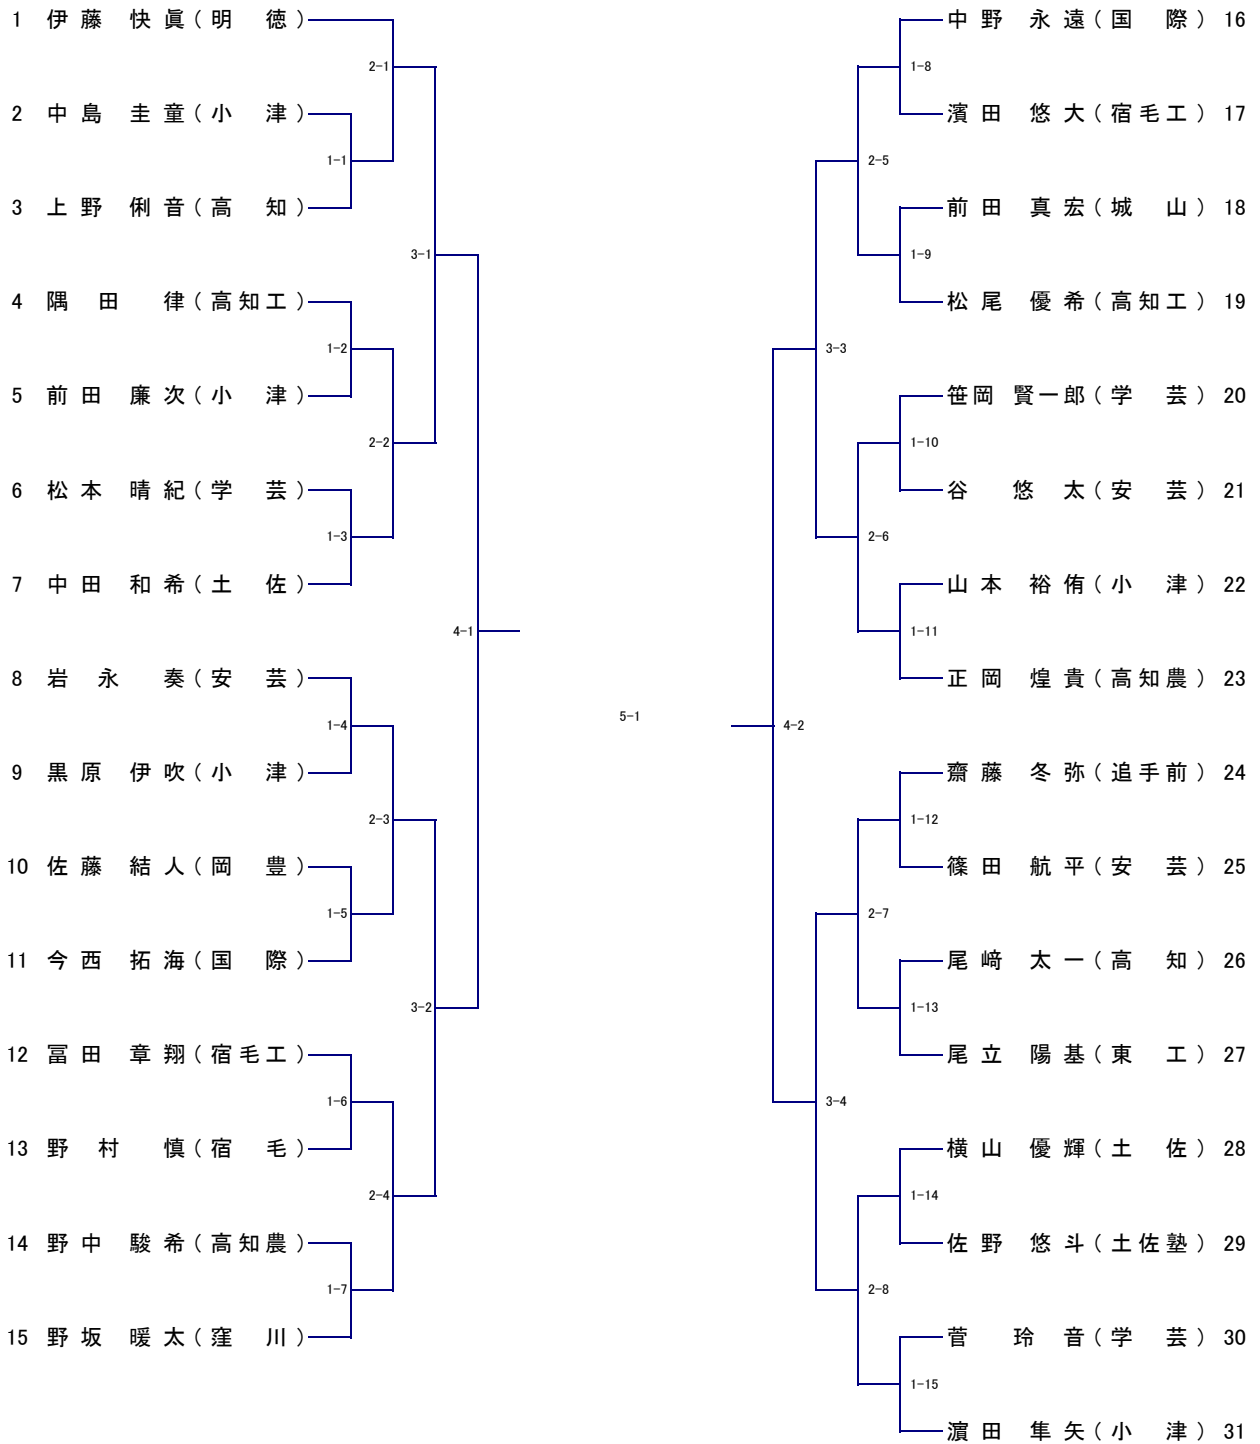 1 伊藤 快眞(明 徳)
2-1
2 中島 圭童(小 津)
1-1
3 上野 俐音(高 知)
3-1
4 隅田 律(高知工)
1-2
5 前田 廉次(小 津)
2-2
6 松本 晴紀(学 芸)
1-3
7 中田 和希(土 佐)
4-1
8 岩永 奏(安 芸)
1-4
9 黒原 伊吹(小 津)
2-3
10 佐藤 結人(岡 豊)
1-5
11 今西 拓海(国 際)
3-2
12 冨田 章翔(宿毛工)
1-6
13 野村 慎(宿 毛)
2-4
14 野中 駿希(高知農)
1-7
15 野坂 暖太(窪 川)
5-1
中野 永遠(国 際) 16
1-8
濱田 悠大(宿毛工) 17
2-5
前田 真宏(城 山) 18
1-9
松尾 優希(高知工) 19
3-3
笹岡 賢一郎(学 芸) 20
1-10
谷 悠太(安 芸) 21
2-6
山本 裕侑(小 津) 22
1-11
正岡 煌貴(高知農) 23
4-2
齋藤 冬弥(追手前) 24
1-12
篠田 航平(安 芸) 25
2-7
尾﨑 太一(高 知) 26
1-13
尾立 陽基(東 工) 27
3-4
横山 優輝(土 佐) 28
1-14
佐野 悠斗(土佐塾) 29
2-8
菅 玲音(学 芸) 30
1-15
濵田 隼矢(小 津) 31